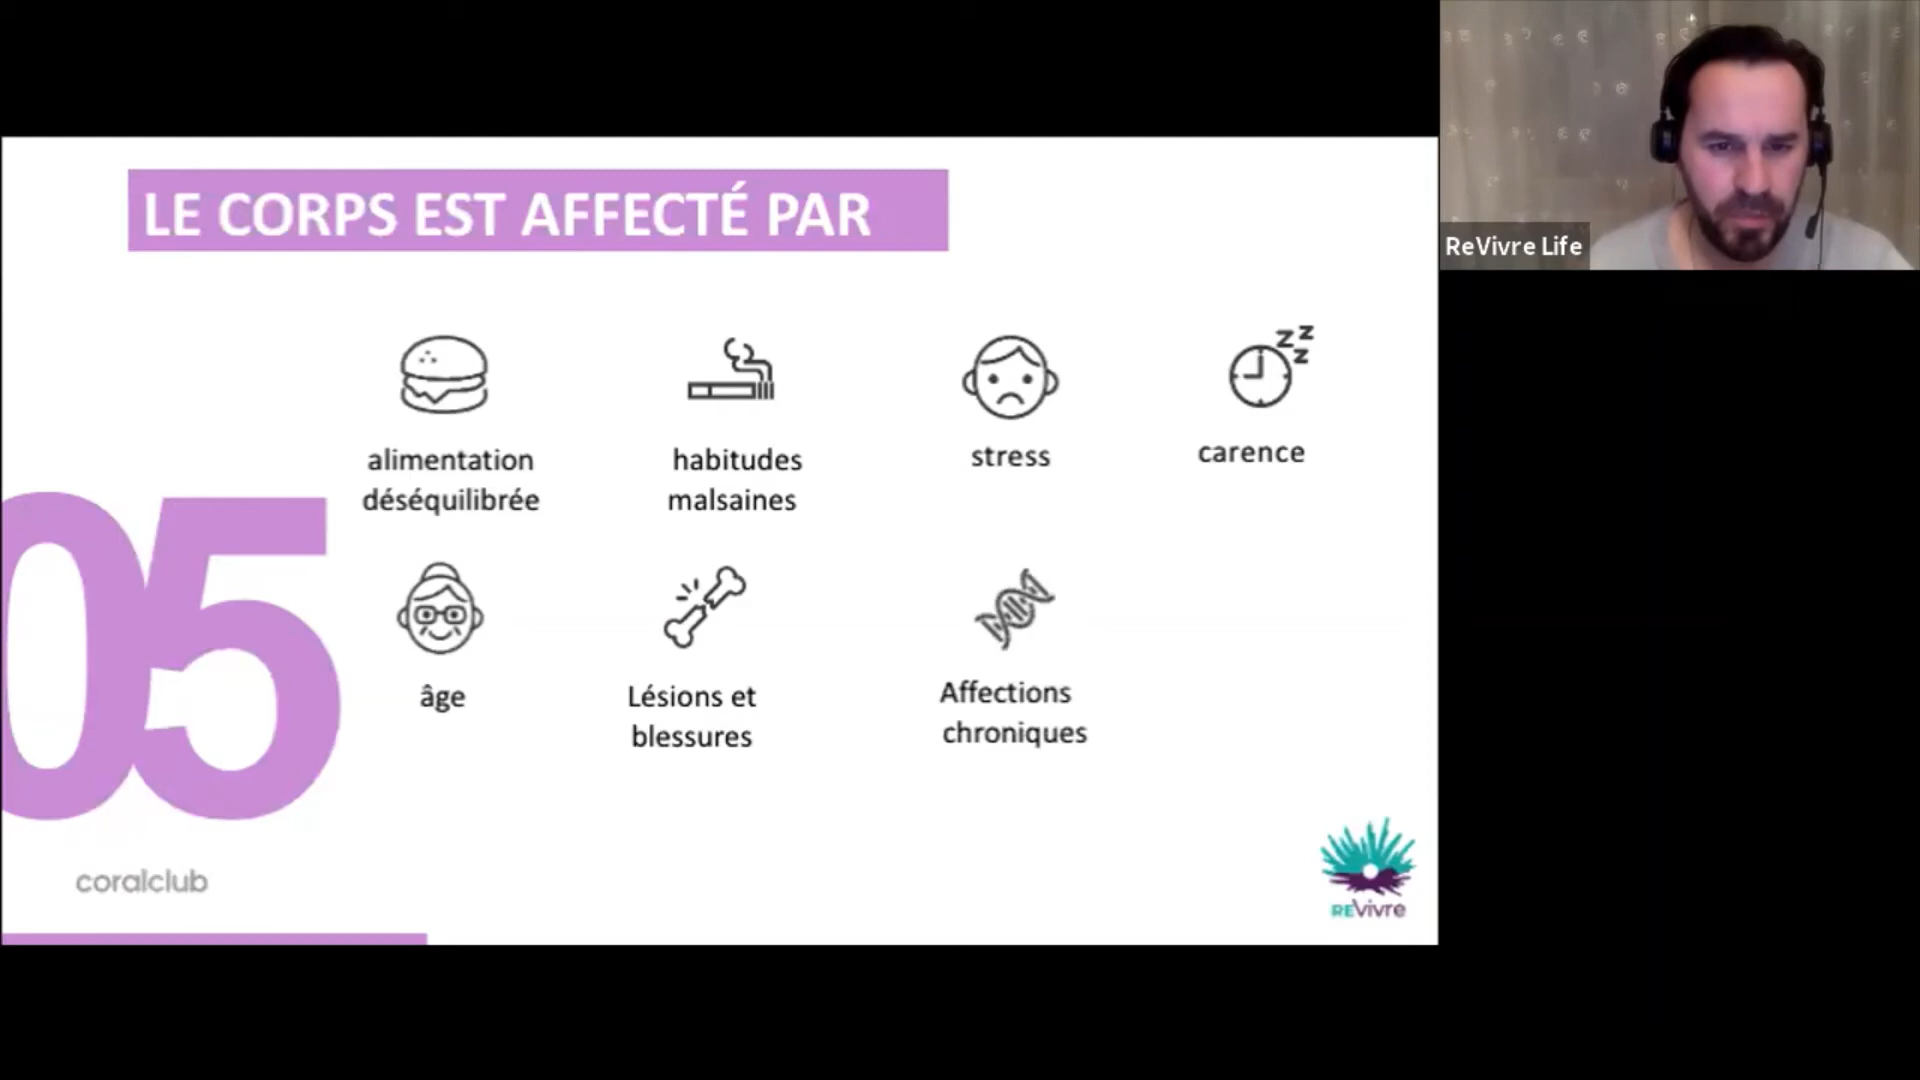 LE CORPS EST AFFECTÉ PAR
alimentation
déséquilibrée
habitudes
malsaines
stress
carence
âge
Lésions et
blessures
Affections
chroniques
05
coralclub
REVivre
ReVivre Life